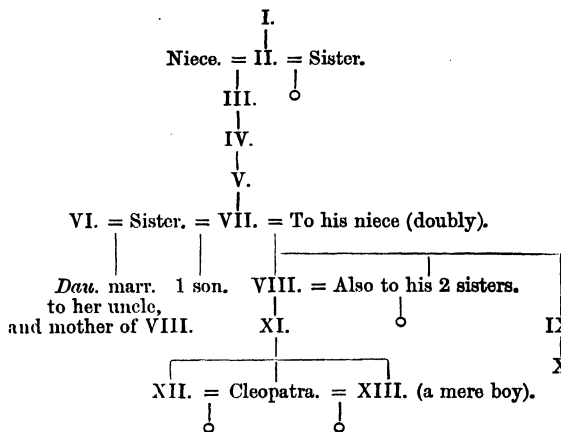 I.
Niece. = II. = Sister.
III.
IV.
V.
VI. = Sister. = VII. = To his niece (doubly).
Dau. marr. 1 son. VIII. = Also to his 2 sisters.
to her uncle,
and mother of VIII. XI. IX
X
XII. = Cleopatra. = XIII. (a mere boy).